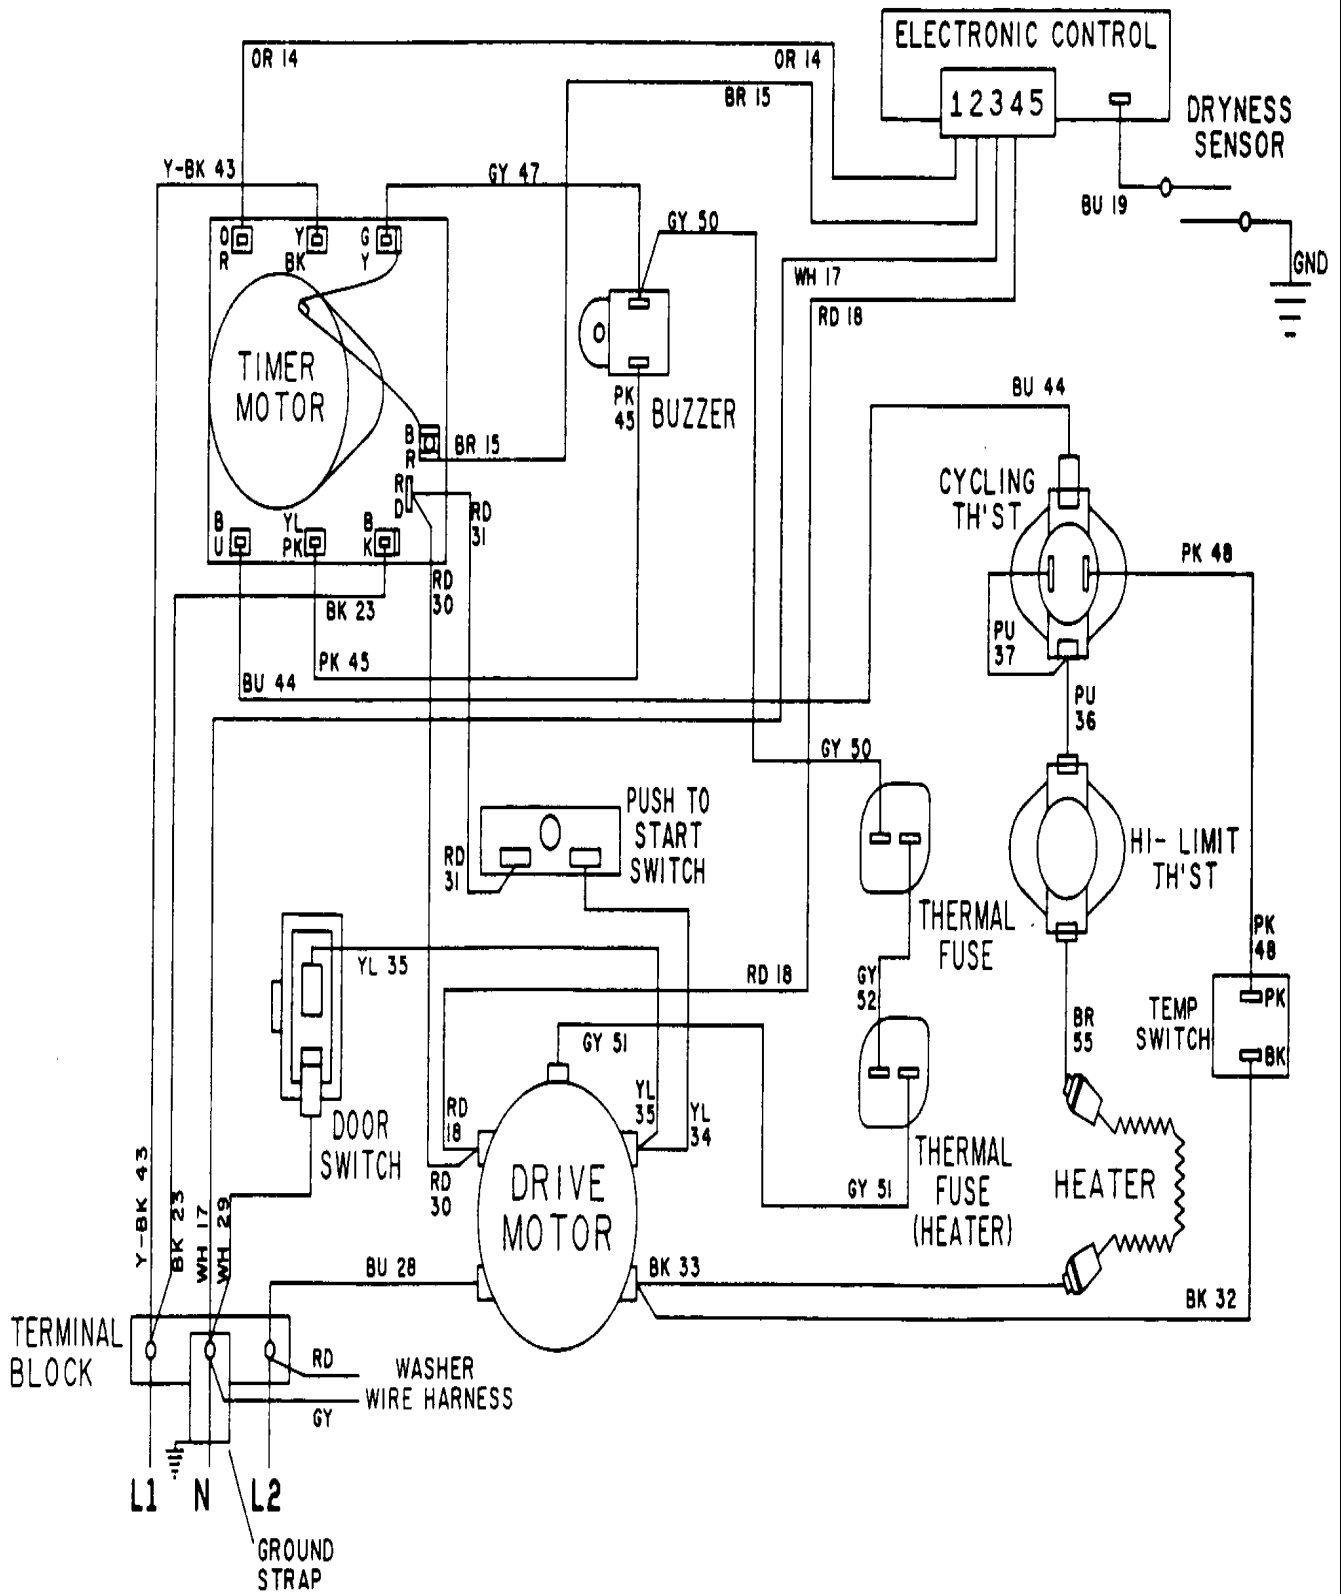 ELECTRONIC CONTROL
OR 14
OR 14
BR 15
12345
DRYNESS
SENSOR
Y-BK 43
GY 47
BU 19
GY 50
O
R
Y
BK
G
Y
WH 17
GND
RD 18
TIMER
MOTOR
PK
45
BUZZER
BU 44
B
R
BR 15
CYCLING
TH'ST
R
D
RD
31
B
U
YL
PK
B
K
PK 48
RD
30
BK 23
PU
37
PK 45
BU 44
PU
36
GY 50
PUSH TO
START
SWITCH
RD
31
HI- LIMIT
TH'ST
THERMAL
FUSE
PK
48
YL 35
RD 18
GY
52
PK
TEMP
SWITCH
BR
55
GY 51
BK
YL
35
YL
34
RD
18
DOOR
SWITCH
DRIVE
MOTOR
RD
30
THERMAL
FUSE
(HEATER)
GY 51
HEATER
Y-BK 43
BK 23
WH 17
WH 29
BU 28
BK 33
BK 32
TERMINAL
BLOCK
RD
WASHER
WIRE HARNESS
GY
L1
N
L2
GROUND
STRAP